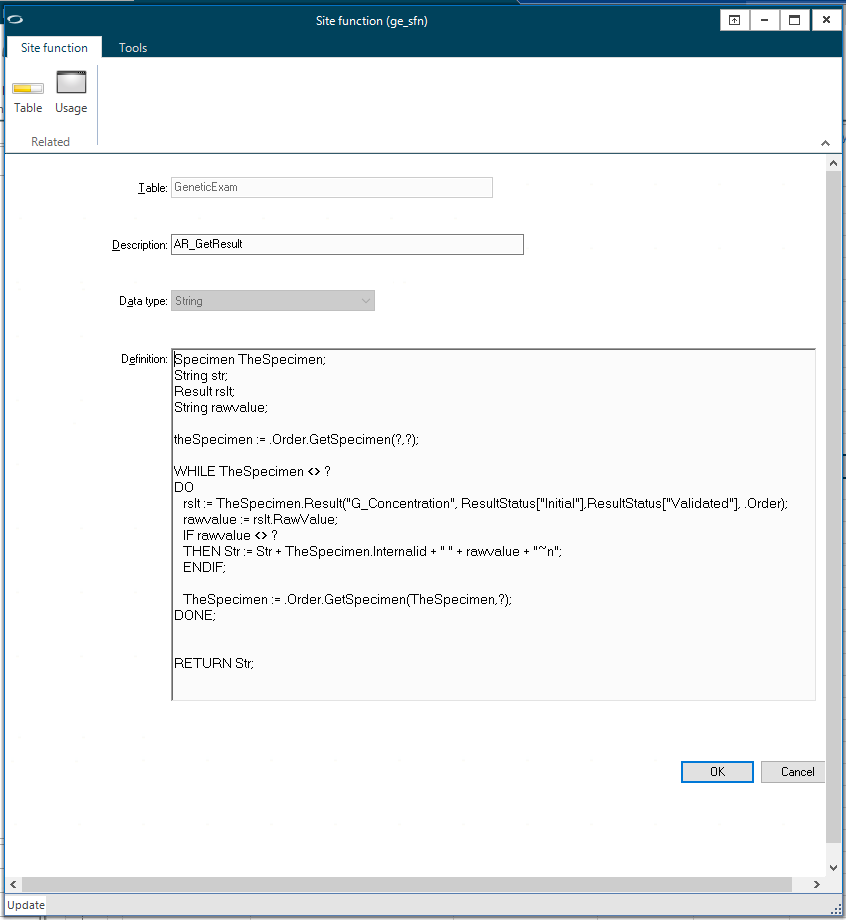 Site function (ge_sfn)
Site function Tools
Table Usage
Related
Table: GeneticExam
Description: AR_GetResult
Data type: String
Definition:
Specimen TheSpecimen;
String str;
Result rslt;
String rawvalue;
theSpecimen := .Order.GetSpecimen(?,?);
WHILE TheSpecimen <> ?
DO
rslt := TheSpecimen.Result("G_Concentration", ResultStatus["Initial"],ResultStatus["Validated"], .Order);
rawvalue := rslt.RawValue;
IF rawvalue <> ?
THEN Str := Str + TheSpecimen.Internalid + " " + rawvalue + "~n";
ENDIF;
TheSpecimen := .Order.GetSpecimen(TheSpecimen,?);
DONE;
RETURN Str;
OK Cancel
Update